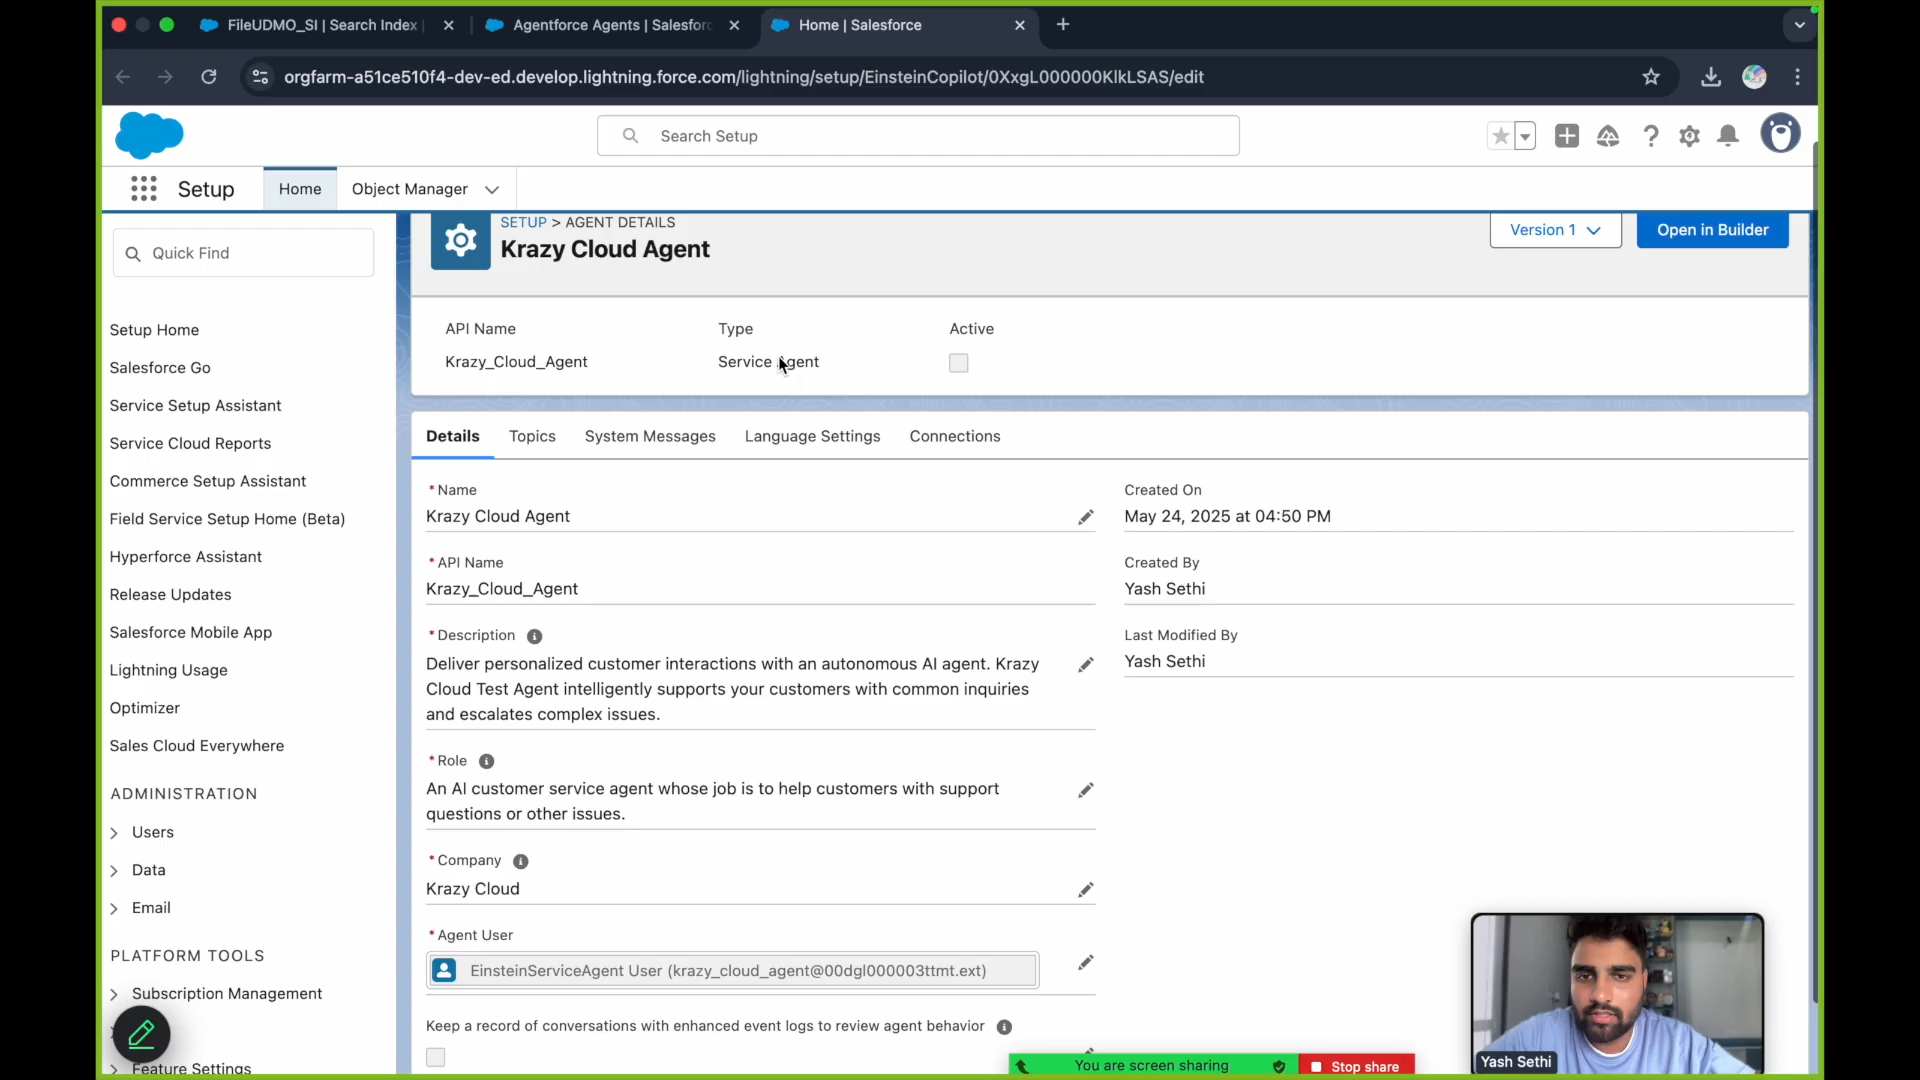 FileUDMO_SI | Search Index
Agentforce Agents | Salesforc
Home | Salesforce
orgfarm-a51ce510f4-dev-ed.develop.lightning.force.com/lightning/setup/EinsteinCopilot/0XxgL000000KlkLSAS/edit
Search Setup
Setup
Home
Object Manager
Quick Find
Setup Home
Salesforce Go
Service Setup Assistant
Service Cloud Reports
Commerce Setup Assistant
Field Service Setup Home (Beta)
Hyperforce Assistant
Release Updates
Salesforce Mobile App
Lightning Usage
Optimizer
Sales Cloud Everywhere
ADMINISTRATION
Users
Data
Email
PLATFORM TOOLS
Subscription Management
Feature Settings
SETUP > AGENT DETAILS
Krazy Cloud Agent
Version 1
Open in Builder
API Name
Krazy_Cloud_Agent
Type
Service Agent
Active
Details
Topics
System Messages
Language Settings
Connections
* Name
Krazy Cloud Agent
* API Name
Krazy_Cloud_Agent
* Description
Deliver personalized customer interactions with an autonomous AI agent. Krazy
Cloud Test Agent intelligently supports your customers with common inquiries
and escalates complex issues.
* Role
An AI customer service agent whose job is to help customers with support
questions or other issues.
* Company
Krazy Cloud
* Agent User
EinsteinServiceAgent User (krazy_cloud_agent@00dgl000003ttmt.ext)
Keep a record of conversations with enhanced event logs to review agent behavior
Created On
May 24, 2025 at 04:50 PM
Created By
Yash Sethi
Last Modified By
Yash Sethi
Yash Sethi
You are screen sharing
Stop share